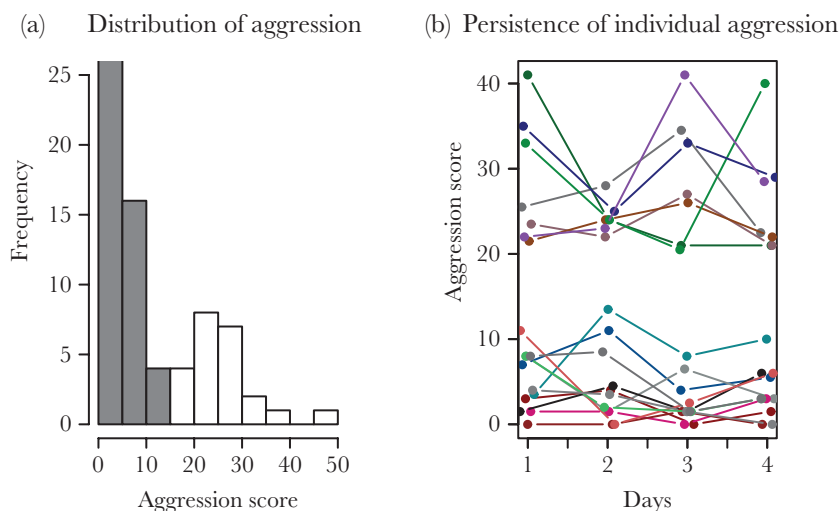 (a) Distribution of aggression
25
20
15
10
5
0
Frequency
0 10 20 30 40 50
Aggression score
(b) Persistence of individual aggression
40
30
20
10
0
Aggression score
1 2 3 4
Days